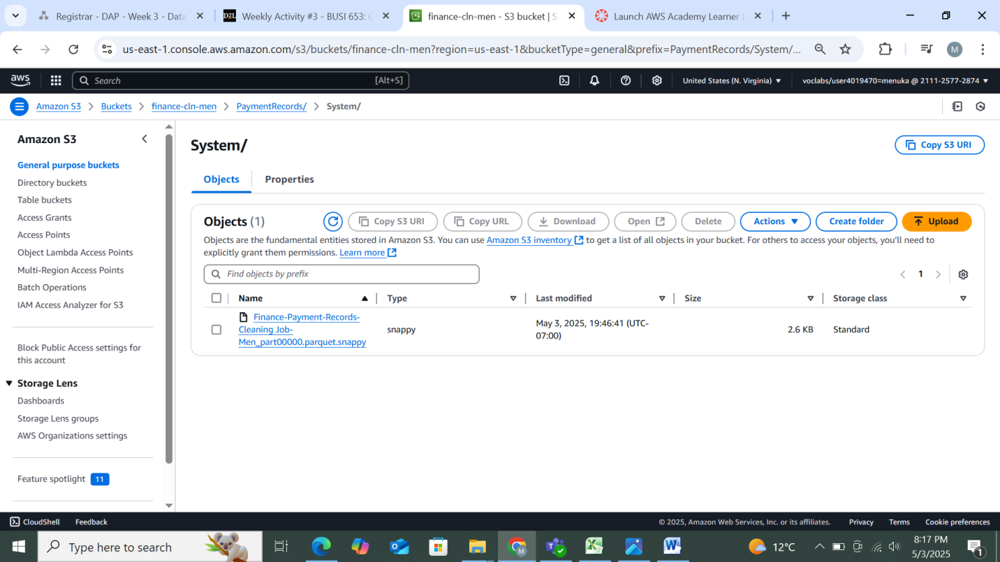 Registrar - DAP - Week 3 - Data
D2L Weekly Activity #3 - BUSI 653: C
finance-cln-men - S3 bucket | S
Launch AWS Academy Learner L
us-east-1.console.aws.amazon.com/s3/buckets/finance-cln-men?region=us-east-1&bucketType=general&prefix=PaymentRecords/System/...
M
aws
Search
[Alt+S]
United States (N. Virginia)
voclabs/user4019470=menuka @ 2111-2577-2874
Amazon S3
Buckets
finance-cln-men
PaymentRecords/
System/
Amazon S3
General purpose buckets
Directory buckets
Table buckets
Access Grants
Access Points
Object Lambda Access Points
Multi-Region Access Points
Batch Operations
IAM Access Analyzer for S3
Block Public Access settings for
this account
Storage Lens
Dashboards
Storage Lens groups
AWS Organizations settings
Feature spotlight 11
System/
Copy S3 URI
Objects
Properties
Objects (1)
Copy S3 URI
Copy URL
Download
Open
Delete
Actions
Create folder
Upload
Objects are the fundamental entities stored in Amazon S3. You can use Amazon S3 inventory to get a list of all objects in your bucket. For others to access your objects, you'll need to
explicitly grant them permissions. Learn more
Find objects by prefix
1
Name
Type
Last modified
Size
Storage class
Finance-Payment-Records-
Cleaning Job-
Men_part00000.parquet.snappy
snappy
May 3, 2025, 19:46:41 (UTC-
07:00)
2.6 KB
Standard
CloudShell
Feedback
© 2025, Amazon Web Services, Inc. or its affiliates.
Privacy
Terms
Cookie preferences
Type here to search
M
12°C
8:17 PM
5/3/2025
1